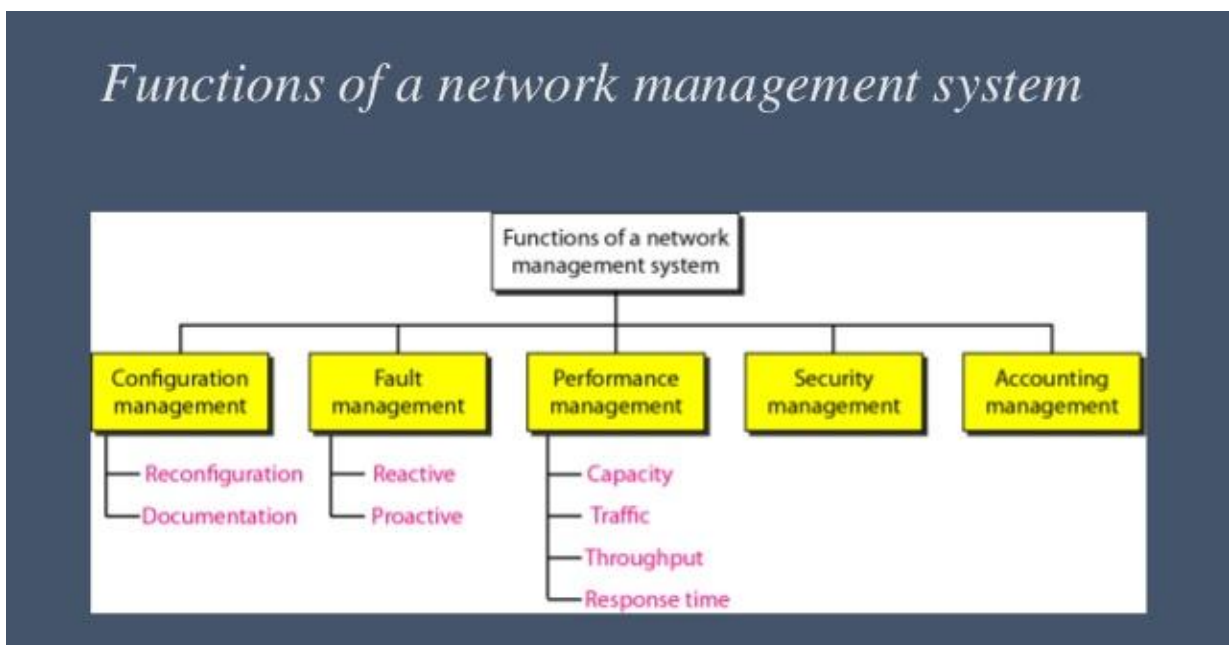 Functions of a network management system
Functions of a network
management system
Configuration
management
Fault
management
Performance
management
Security
management
Accounting
management
Reconfiguration
Documentation
Reactive
Proactive
Capacity
Traffic
Throughput
Response time